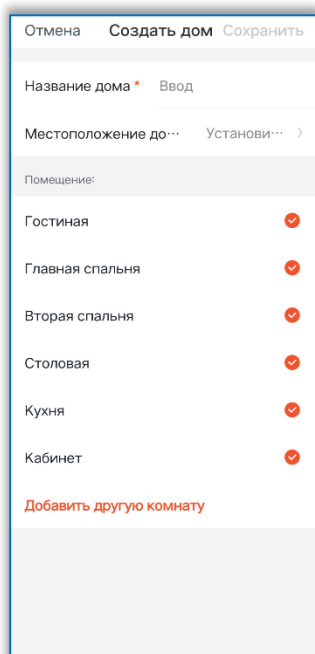 Отмена Создать дом Сохранить
Название дома * Ввод
Местоположение до··· Установи··· >
Помещение:
Гостиная
Главная спальня
Вторая спальня
Столовая
Кухня
Кабинет
Добавить другую комнату